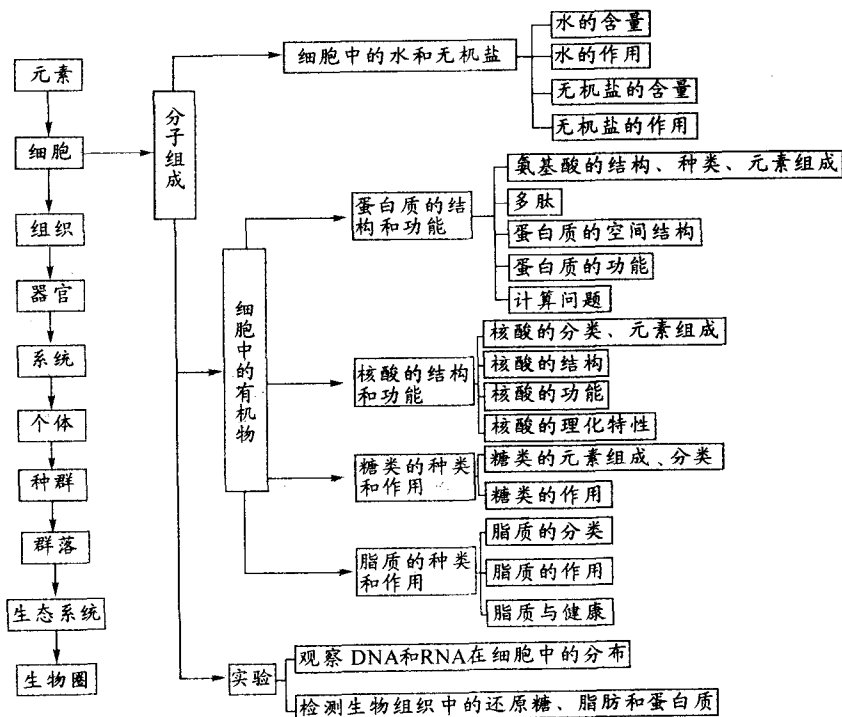 元素
细胞
组织
器官
系统
个体
种群
群落
生态系统
生物圈
分子组成
细胞中的水和无机盐
水的含量
水的作用
无机盐的含量
无机盐的作用
细胞中的有机物
蛋白质的结
构和功能
氨基酸的结构、种类、元素组成
多肽
蛋白质的空间结构
蛋白质的功能
计算问题
核酸的结构
和功能
核酸的分类、元素组成
核酸的结构
核酸的功能
核酸的理化特性
糖类的种类
和作用
糖类的元素组成、分类
糖类的作用
脂质的种类
和作用
脂质的分类
脂质的作用
脂质与健康
实验
观察DNA和RNA在细胞中的分布
检测生物组织中的还原糖、脂肪和蛋白质